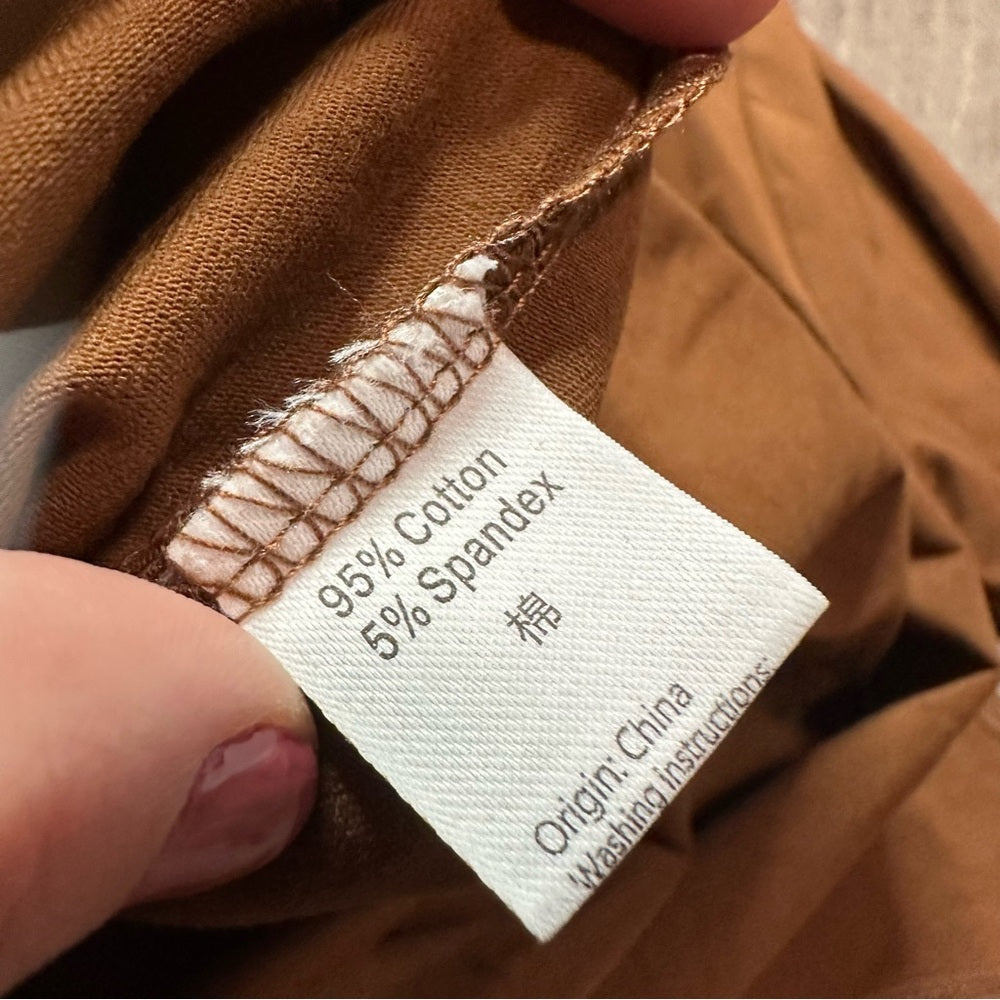 95% Cotton
5% Spandex
棉
Origin: China
Washing instructions: